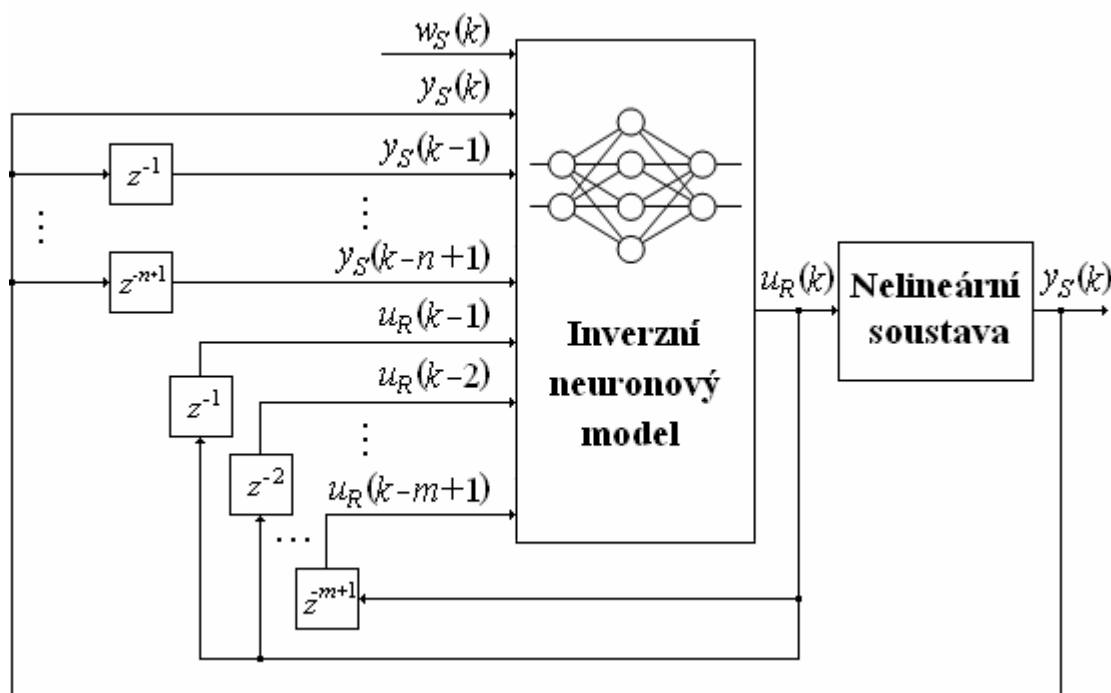 w_S(k)
y_S(k)
y_S(k-1)
z^{-1}
⋮
⋮
y_S(k-n+1)
z^{-n+1}
u_R(k-1)
u_R(k-2)
z^{-1}
⋮
z^{-2}
u_R(k-m+1)
...
z^{-m+1}
Inverzní
neuronový
model
u_R(k)
Nelineární
soustava
y_S(k)